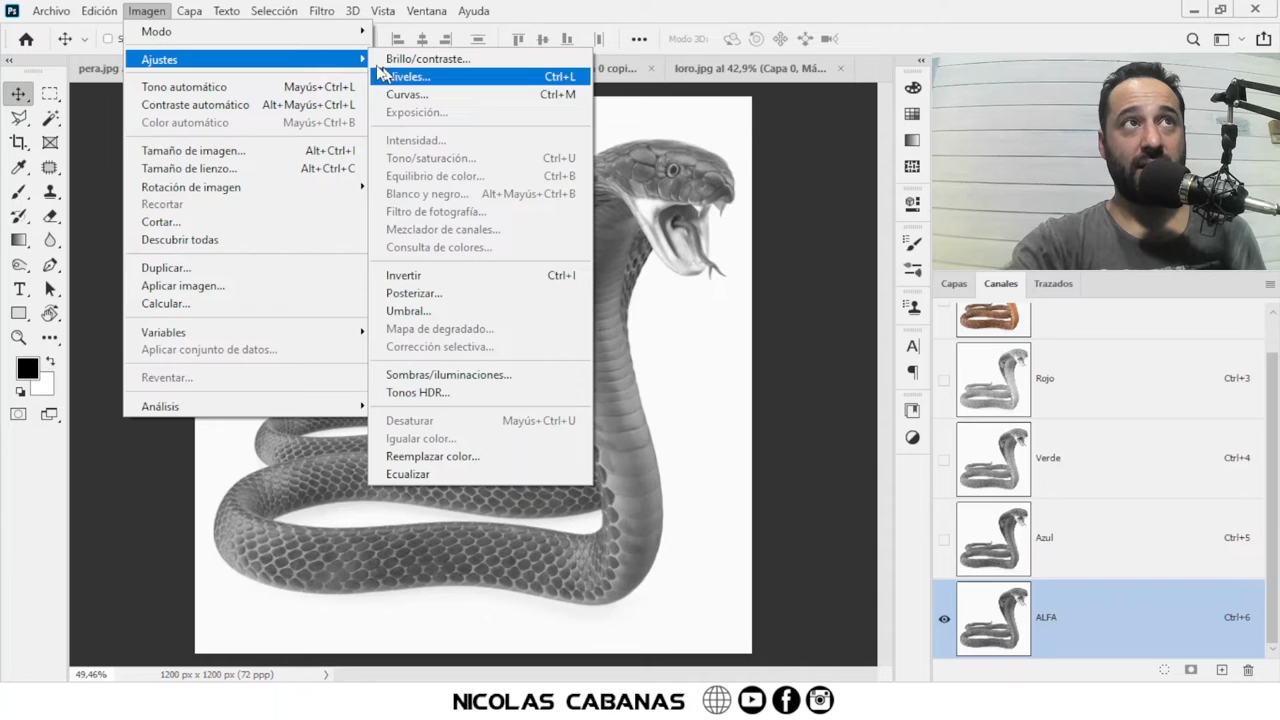 Ps Archivo Edición Imagen Capa Texto Selección Filtro 3D Vista Ventana Ayuda
Modo 3D:
pera.jpg
0 copi...
loro.jpg al 42,9% (Capa 0, Má...
Modo
Ajustes
Tono automático Mayús+Ctrl+L
Contraste automático Alt+Mayús+Ctrl+L
Color automático Mayús+Ctrl+B
Tamaño de imagen... Alt+Ctrl+I
Tamaño de lienzo... Alt+Ctrl+C
Rotación de imagen
Recortar
Cortar...
Descubrir todas
Duplicar...
Aplicar imagen...
Calcular...
Variables
Aplicar conjunto de datos...
Reventar...
Análisis
Brillo/contraste...
Niveles... Ctrl+L
Curvas... Ctrl+M
Exposición...
Intensidad...
Tono/saturación... Ctrl+U
Equilibrio de color... Ctrl+B
Blanco y negro... Alt+Mayús+Ctrl+B
Filtro de fotografía...
Mezclador de canales...
Consulta de colores...
Invertir Ctrl+I
Posterizar...
Umbral...
Mapa de degradado...
Corrección selectiva...
Sombras/iluminaciones...
Tonos HDR...
Desaturar Mayús+Ctrl+U
Igualar color...
Reemplazar color...
Ecualizar
Capas Canales Trazados
Rojo Ctrl+3
Verde Ctrl+4
Azul Ctrl+5
ALFA Ctrl+6
49,46% 1200 px x 1200 px (72 ppp)
NICOLAS CABANAS